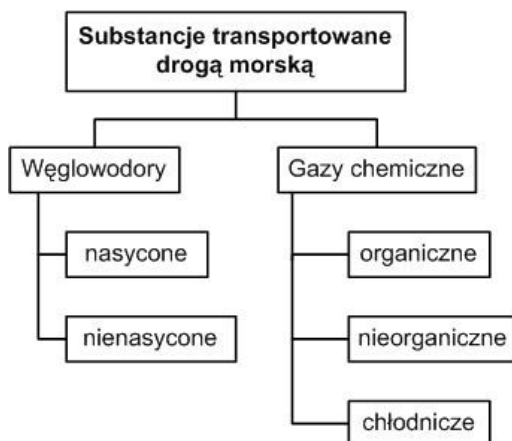 Substancje transportowane
drogą morską
Węglowodory
nasycone
nienasycone
Gazy chemiczne
organiczne
nieorganiczne
chłodnicze